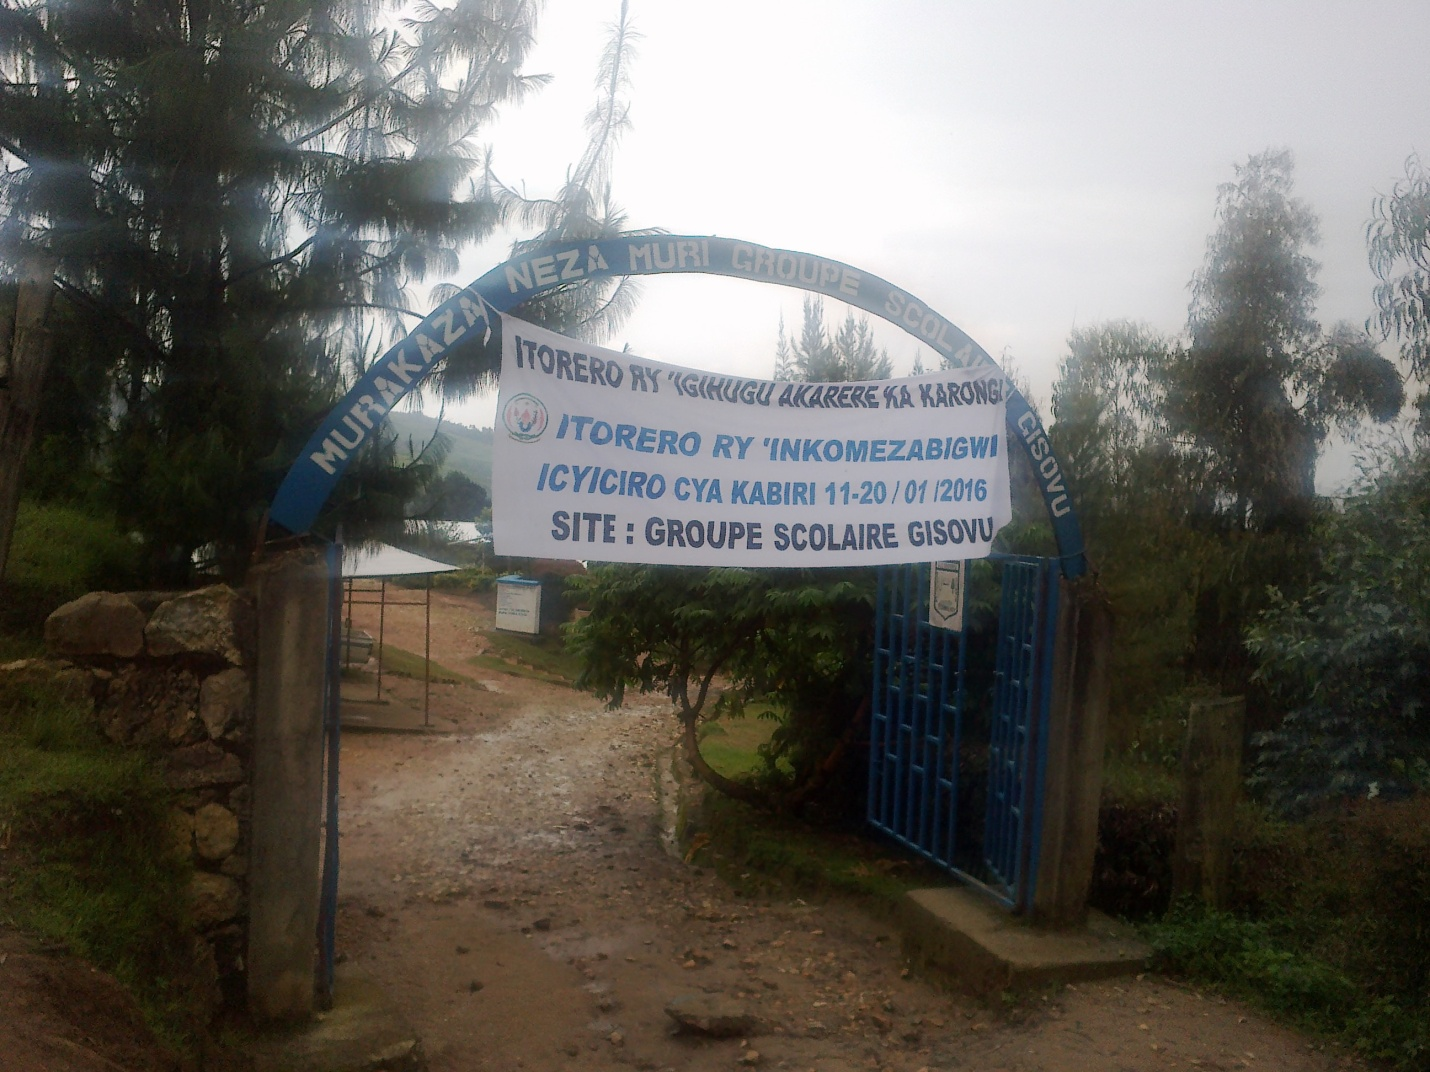 MURAKAZA NEZA MURI GROUPE SCOLAI GISOVU
ITORERO RY 'IGIHUGU AKARERE KA KARONGI
ITORERO RY 'INKOMEZABIGWI
ICYICIRO CYA KABIRI 11-20 / 01 /2016
SITE : GROUPE SCOLAIRE GISOVU